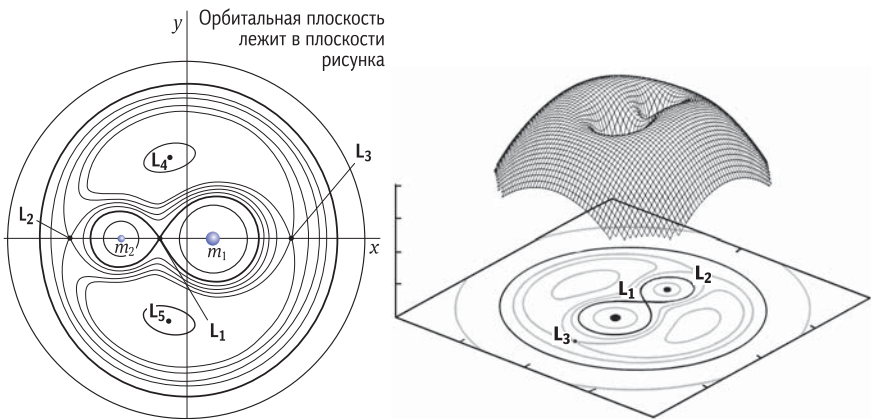 y
Орбитальная плоскость
лежит в плоскости
рисунка
L4
L3
L2
m2
m1
x
L5
L1
L2
L1
L3